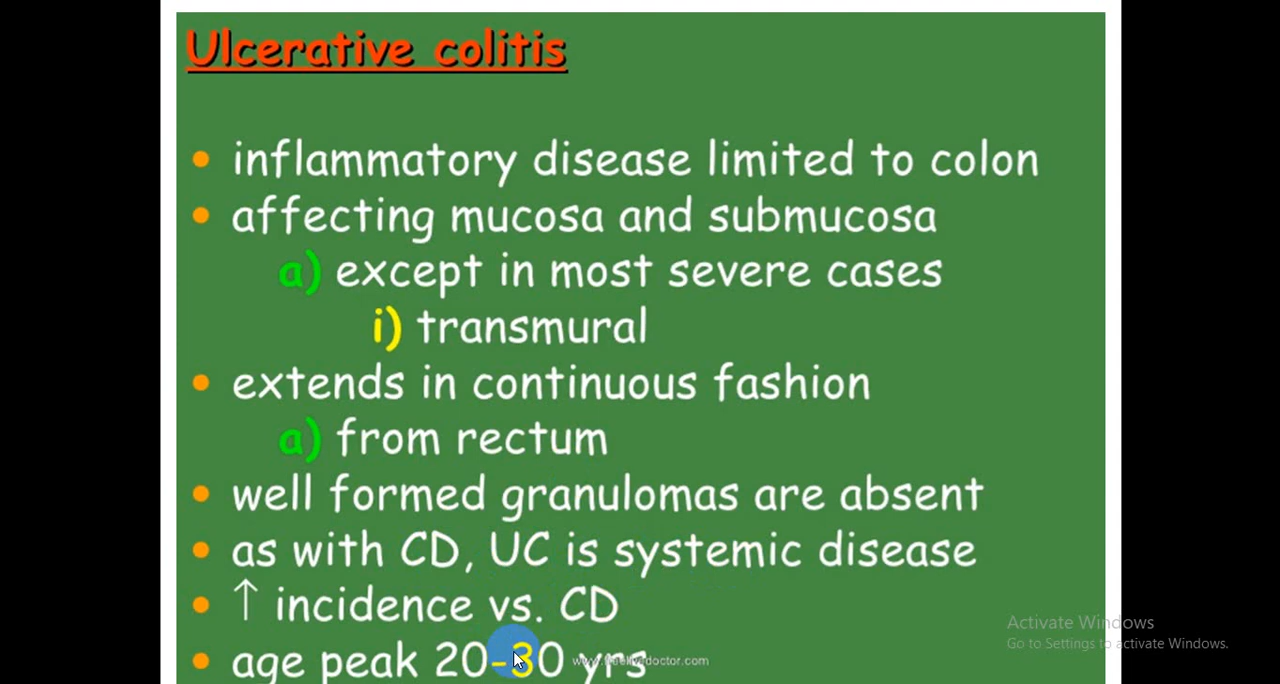 Ulcerative colitis
• inflammatory disease limited to colon
• affecting mucosa and submucosa
a) except in most severe cases
i) transmural
• extends in continuous fashion
a) from rectum
• well formed granulomas are absent
• as with CD, UC is systemic disease
• ↑ incidence vs. CD
• age peak 20-30 yrs
Activate Windows
Go to Settings to activate Windows.